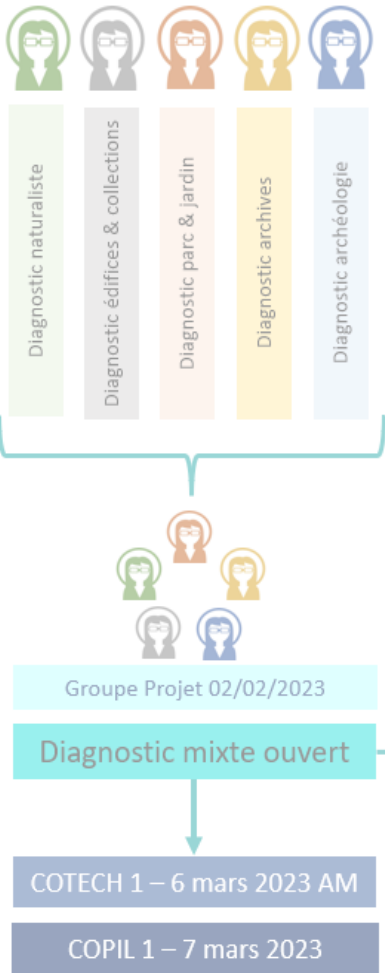 Diagnostic naturaliste
Diagnostic édifices & collections
Diagnostic parc & jardin
Diagnostic archives
Diagnostic archéologie
Groupe Projet 02/02/2023
Diagnostic mixte ouvert
COTECH 1 – 6 mars 2023 AM
COPIL 1 – 7 mars 2023